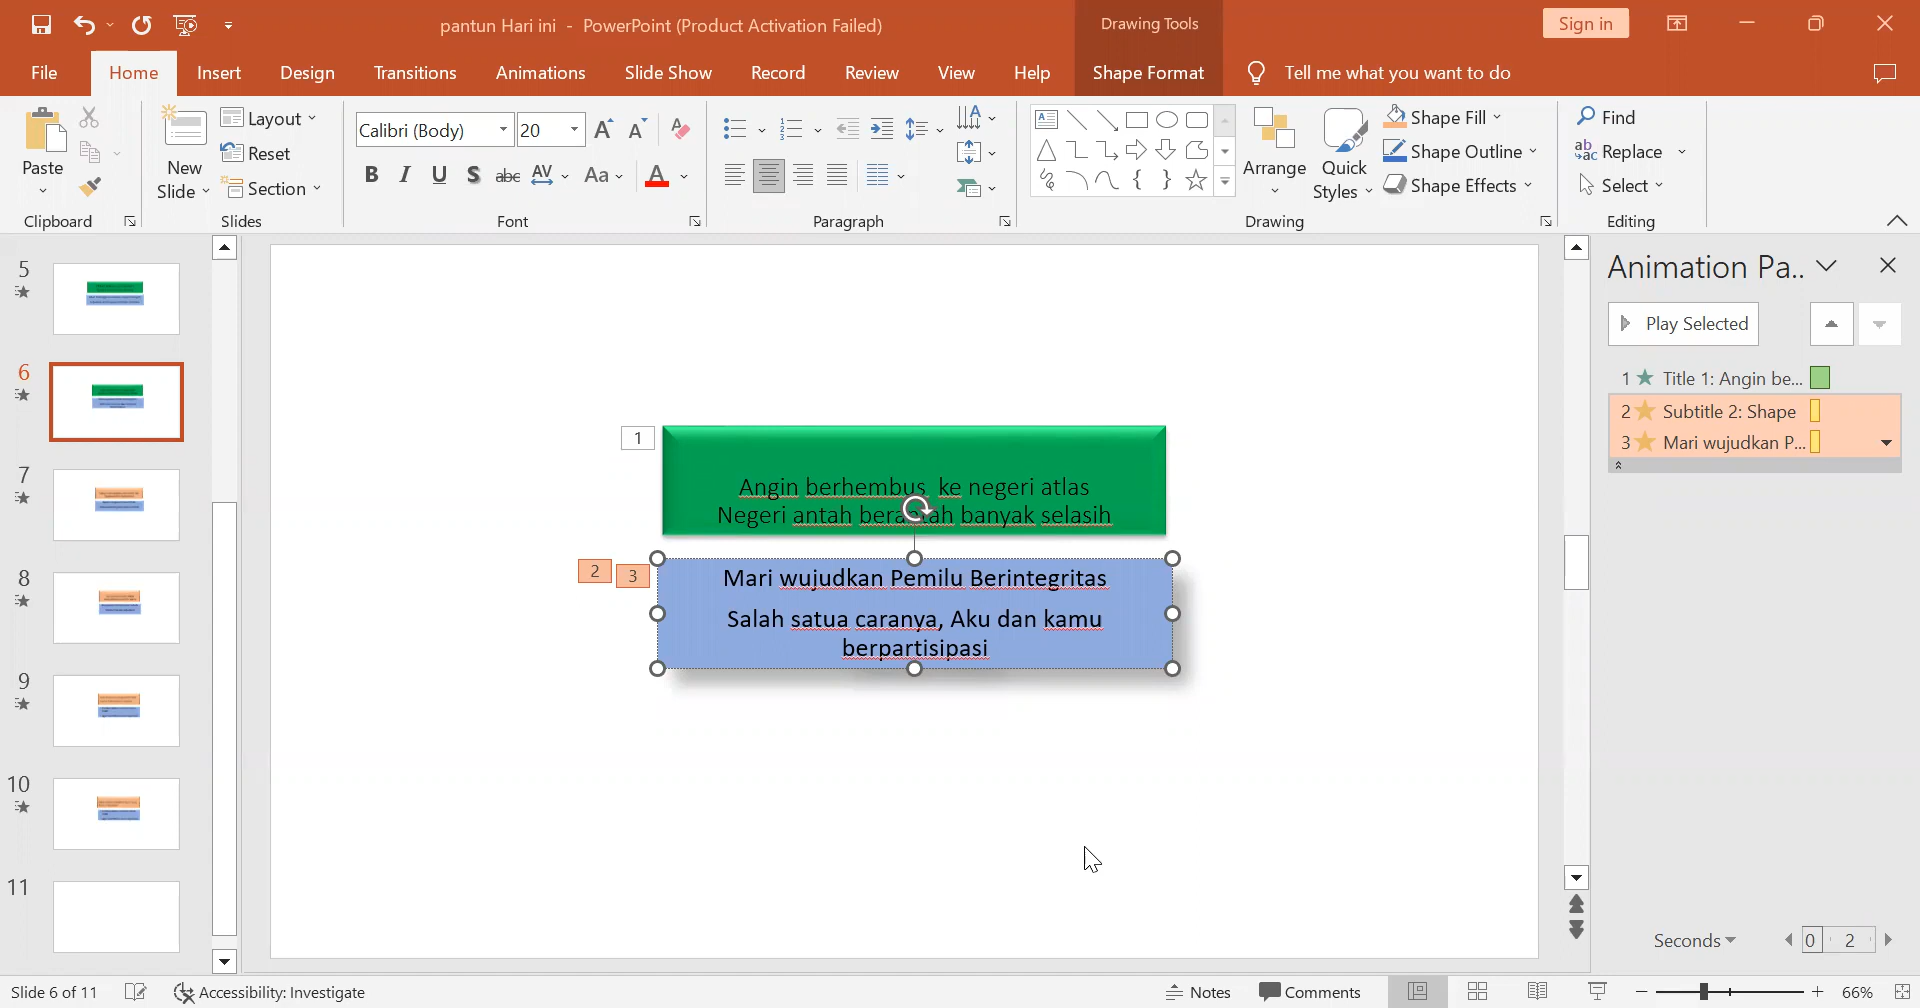 pantun Hari ini - PowerPoint (Product Activation Failed)
Drawing Tools
Sign in
File Home Insert Design Transitions Animations Slide Show Record Review View Help Shape Format Tell me what you want to do
Paste
New Slide
Layout
Reset
Section
Calibri (Body) 20
Arrange
Quick Styles
Shape Fill
Shape Outline
Shape Effects
Find
Replace
Select
Clipboard Slides Font Paragraph Drawing Editing
5
6
7
8
9
10
11
1
Angin berhembus ke negeri atlas
Negeri antah berantah banyak selasih
2 3
Mari wujudkan Pemilu Berintegritas
Salah satua caranya, Aku dan kamu
berpartisipasi
Animation Pa..
Play Selected
1 Title 1: Angin be...
2 Subtitle 2: Shape
3 Mari wujudkan P...
Seconds 0 2
Slide 6 of 11 Accessibility: Investigate Notes Comments 66%